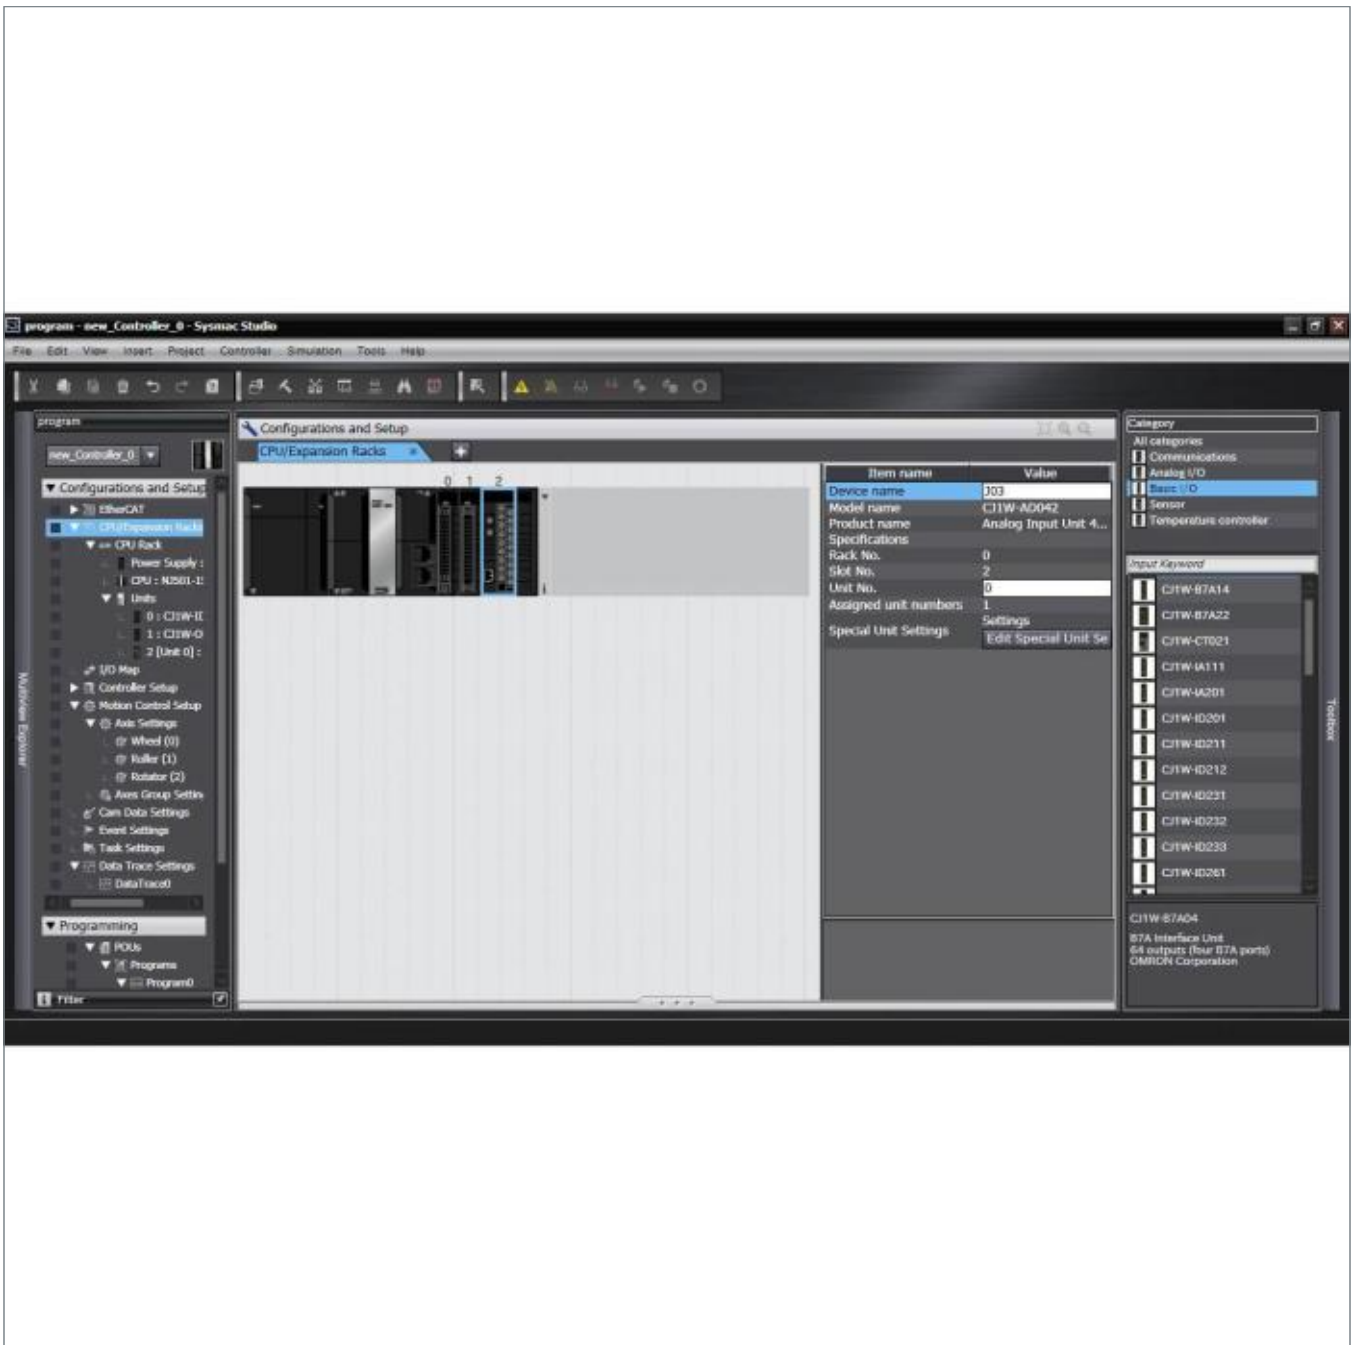 program - new_Controller_0 - Sysmac Studio
File Edit View Insert Project Controller Simulation Tools Help
program
new_Controller_0
Configurations and Setup
EtherCAT
CPU/Expansion Racks
CPU Rack
Power Supply :
CPU : NJ501-1
Units
0 : CJ1W-I
1 : CJ1W-O
2 [Unit 0] :
I/O Map
Controller Setup
Motion Control Setup
Axis Settings
Wheel (0)
Roller (1)
Rotator (2)
Axes Group Settin
Cam Data Settings
Event Settings
Task Settings
Data Trace Settings
DataTrace0
Programming
POUs
Programs
Program0
Filter
Multiview Explorer
Configurations and Setup
CPU/Expansion Racks
0 1 2
Item name Value
Device name J03
Model name CJ1W-AD042
Product name Analog Input Unit 4...
Specifications
Rack No. 0
Slot No. 2
Unit No. 0
Assigned unit numbers 1
Special Unit Settings Settings
Edit Special Unit Se
Category
All categories
Communications
Analog I/O
Basic I/O
Sensor
Temperature controller
Input Keyword
CJ1W-B7A14
CJ1W-B7A22
CJ1W-CT021
CJ1W-IA111
CJ1W-IA201
CJ1W-ID201
CJ1W-ID211
CJ1W-ID212
CJ1W-ID231
CJ1W-ID232
CJ1W-ID233
CJ1W-ID261
CJ1W-B7A04
B7A Interface Unit
64 outputs (four B7A ports)
OMRON Corporation
Toolbox